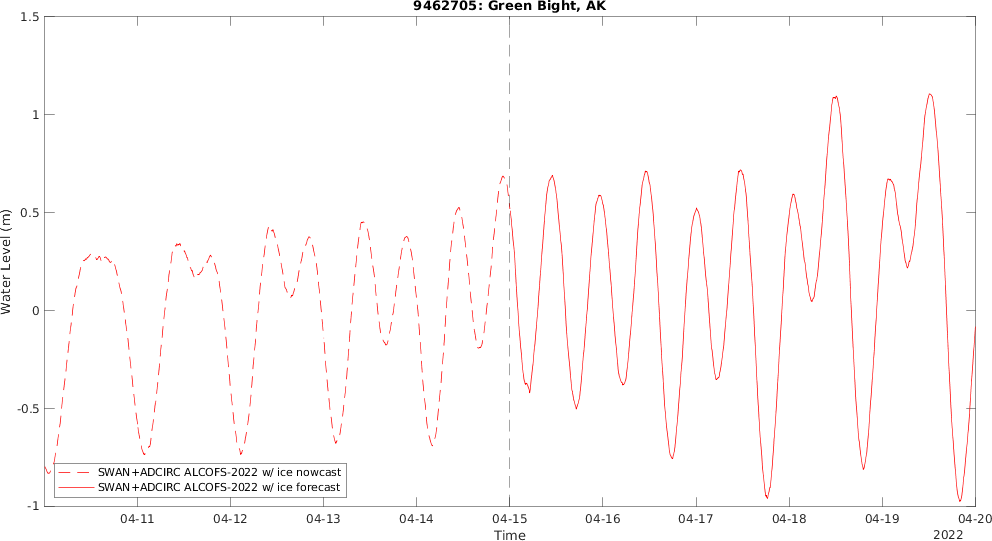 9462705: Green Bight, AK
1.5
1
0.5
0
-0.5
-1
Water Level (m)
SWAN+ADCIRC ALCOFS-2022 w/ ice nowcast
SWAN+ADCIRC ALCOFS-2022 w/ ice forecast
04-11 04-12 04-13 04-14 04-15 04-16 04-17 04-18 04-19 04-20
Time
2022